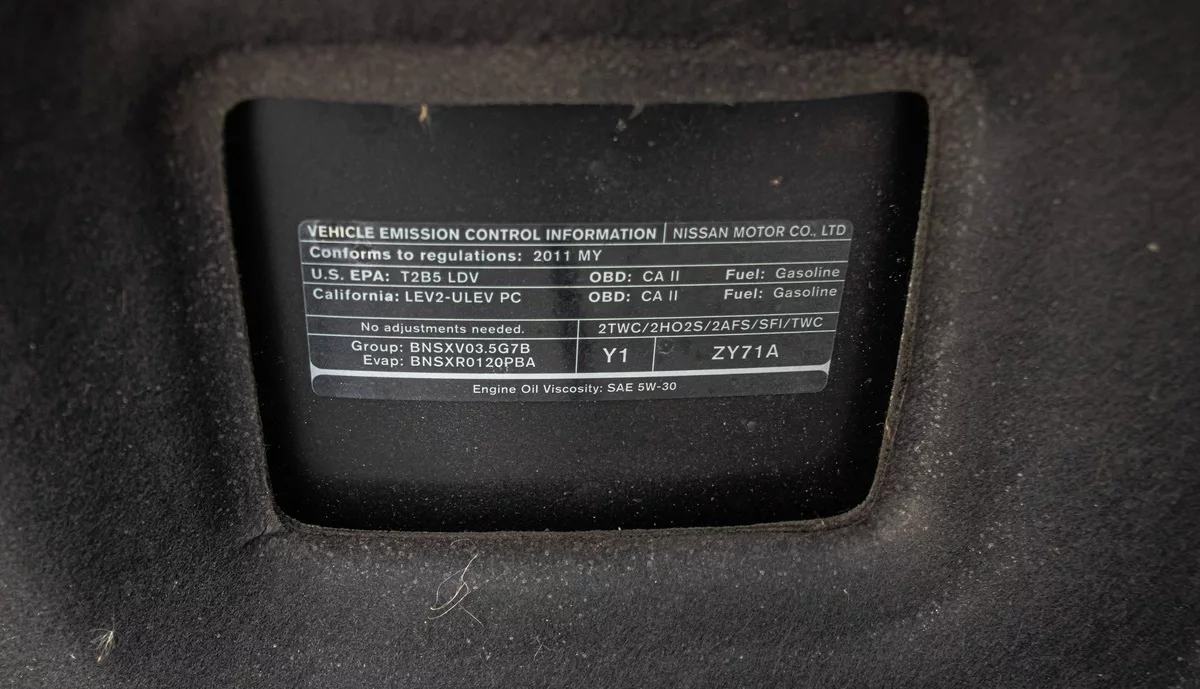 VEHICLE EMISSION CONTROL INFORMATION NISSAN MOTOR CO., LTD
Conforms to regulations: 2011 MY
U.S. EPA: T2B5 LDV OBD: CA II Fuel: Gasoline
California: LEV2-ULEV PC OBD: CA II Fuel: Gasoline
No adjustments needed. 2TWC/2HO2S/2AFS/SFI/TWC
Group: BNSXV03.5G7B
Evap: BNSXR0120PBA
Y1 ZY71A
Engine Oil Viscosity: SAE 5W-30